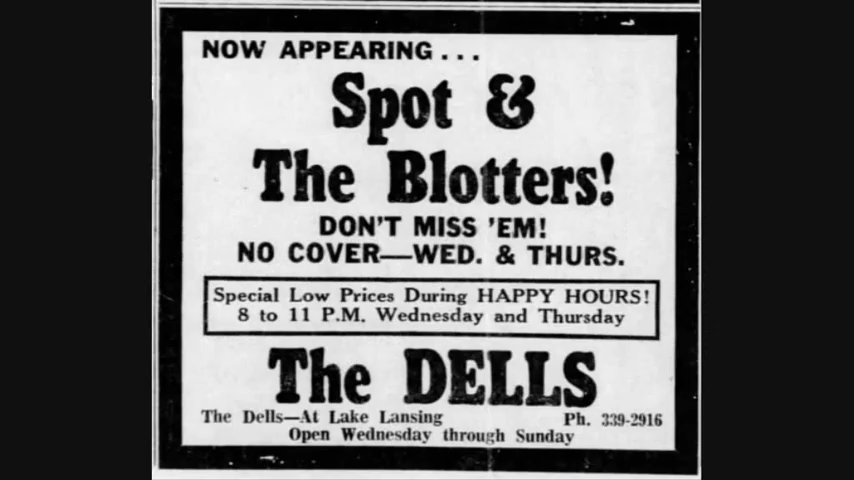 NOW APPEARING...
Spot &
The Blotters!
DON'T MISS 'EM!
NO COVER—WED. & THURS.
Special Low Prices During HAPPY HOURS!
8 to 11 P.M. Wednesday and Thursday
The DELLS
The Dells—At Lake Lansing Ph. 339-2916
Open Wednesday through Sunday